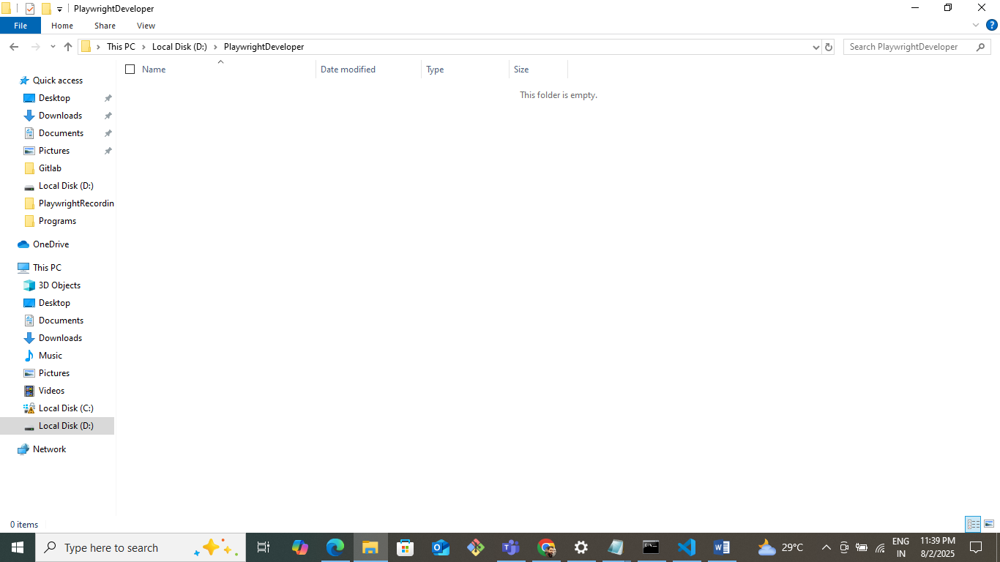 PlaywrightDeveloper
File Home Share View
This PC Local Disk (D:) PlaywrightDeveloper
Search PlaywrightDeveloper
Name Date modified Type Size
This folder is empty.
Quick access
Desktop
Downloads
Documents
Pictures
Gitlab
Local Disk (D:)
PlaywrightRecordin
Programs
OneDrive
This PC
3D Objects
Desktop
Documents
Downloads
Music
Pictures
Videos
Local Disk (C:)
Local Disk (D:)
Network
0 items
Type here to search
29°C
ENG
IN
11:39 PM
8/2/2025